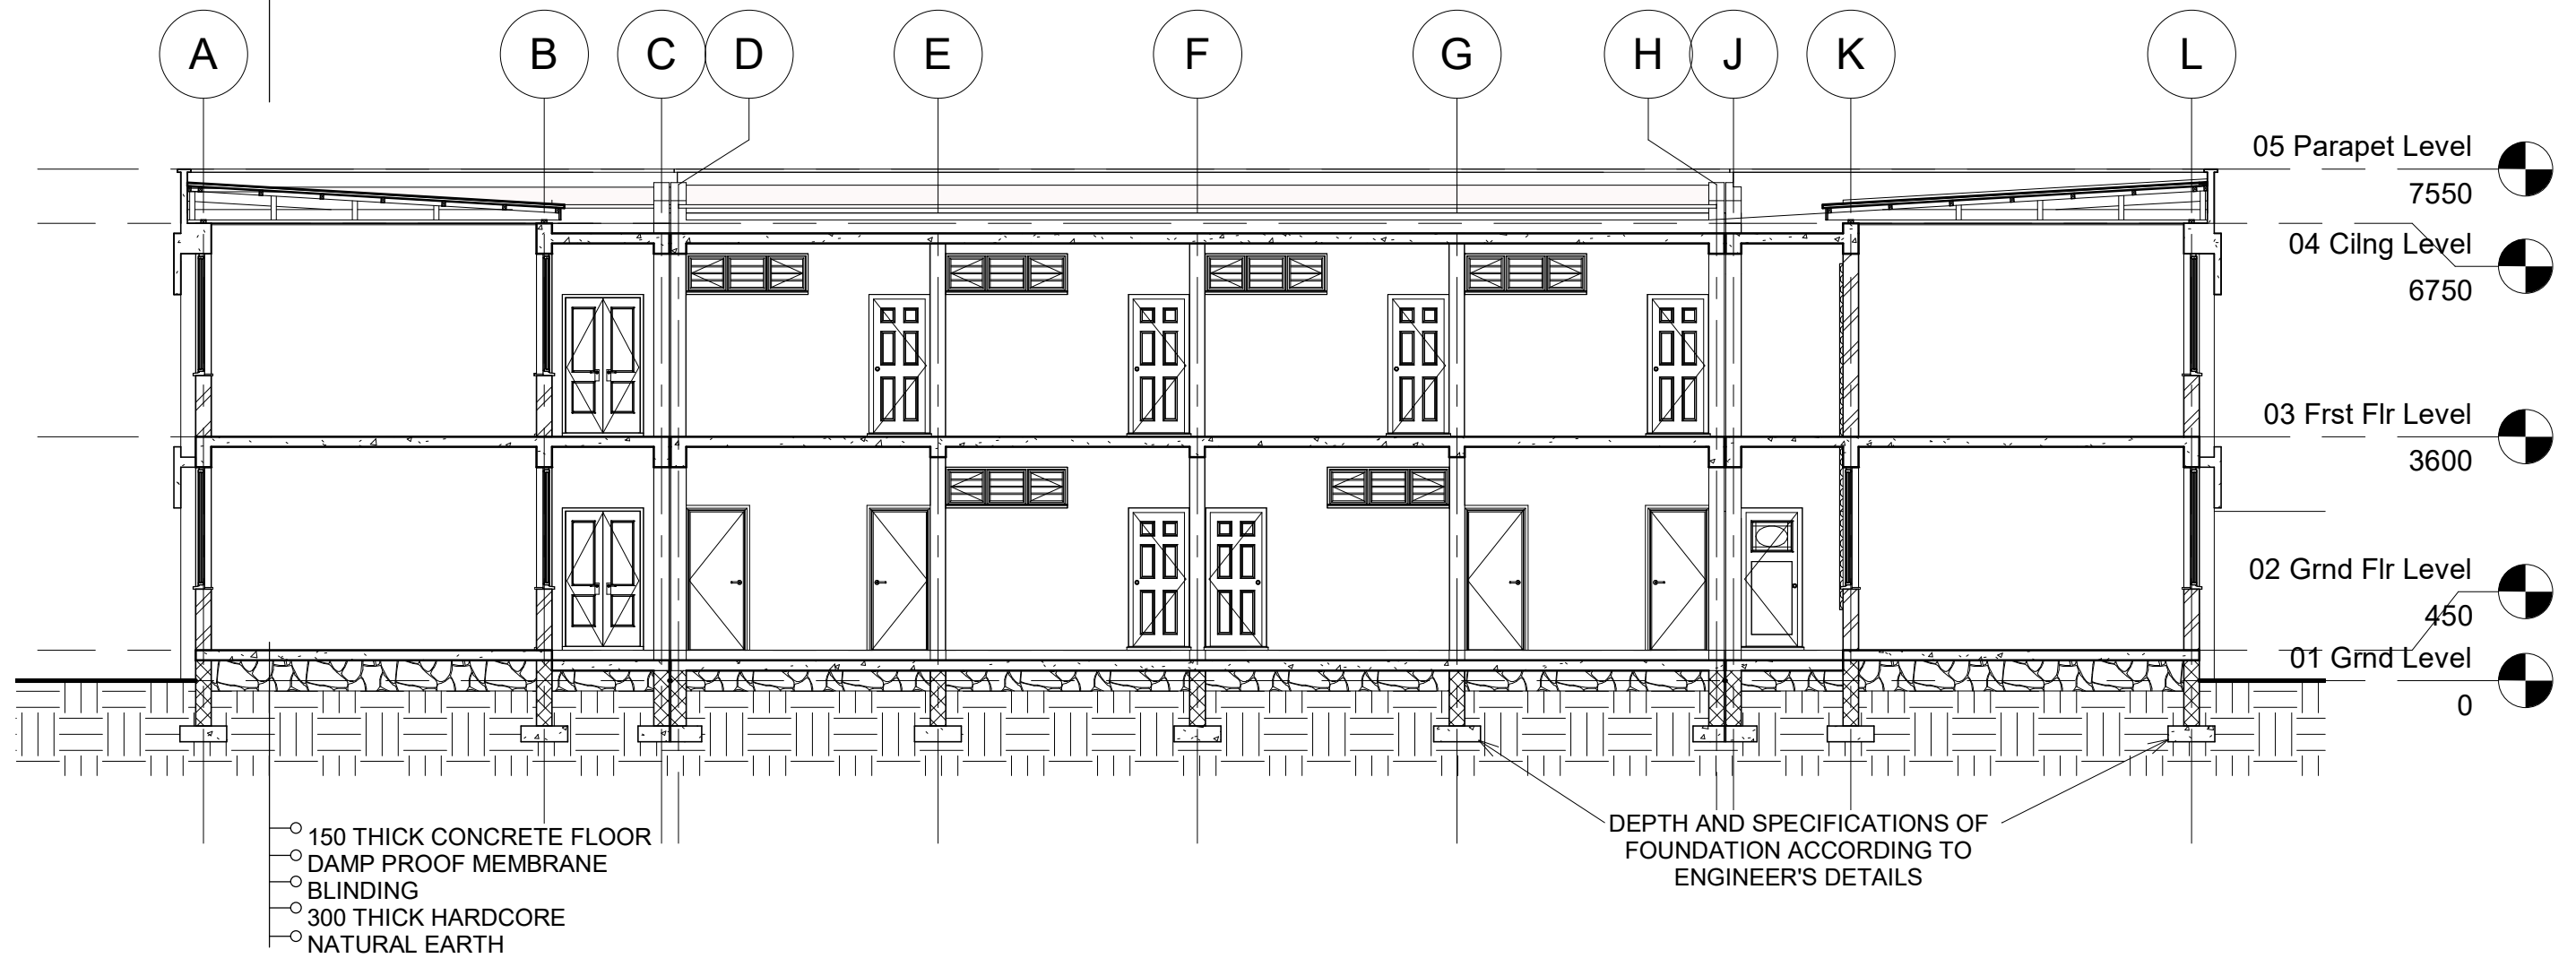 A B C D E F G H J K L
05 Parapet Level
7550
04 Cilng Level
6750
03 Frst Flr Level
3600
02 Grnd Flr Level
450
01 Grnd Level
0
150 THICK CONCRETE FLOOR
DAMP PROOF MEMBRANE
BLINDING
300 THICK HARDCORE
NATURAL EARTH
DEPTH AND SPECIFICATIONS OF
FOUNDATION ACCORDING TO
ENGINEER'S DETAILS